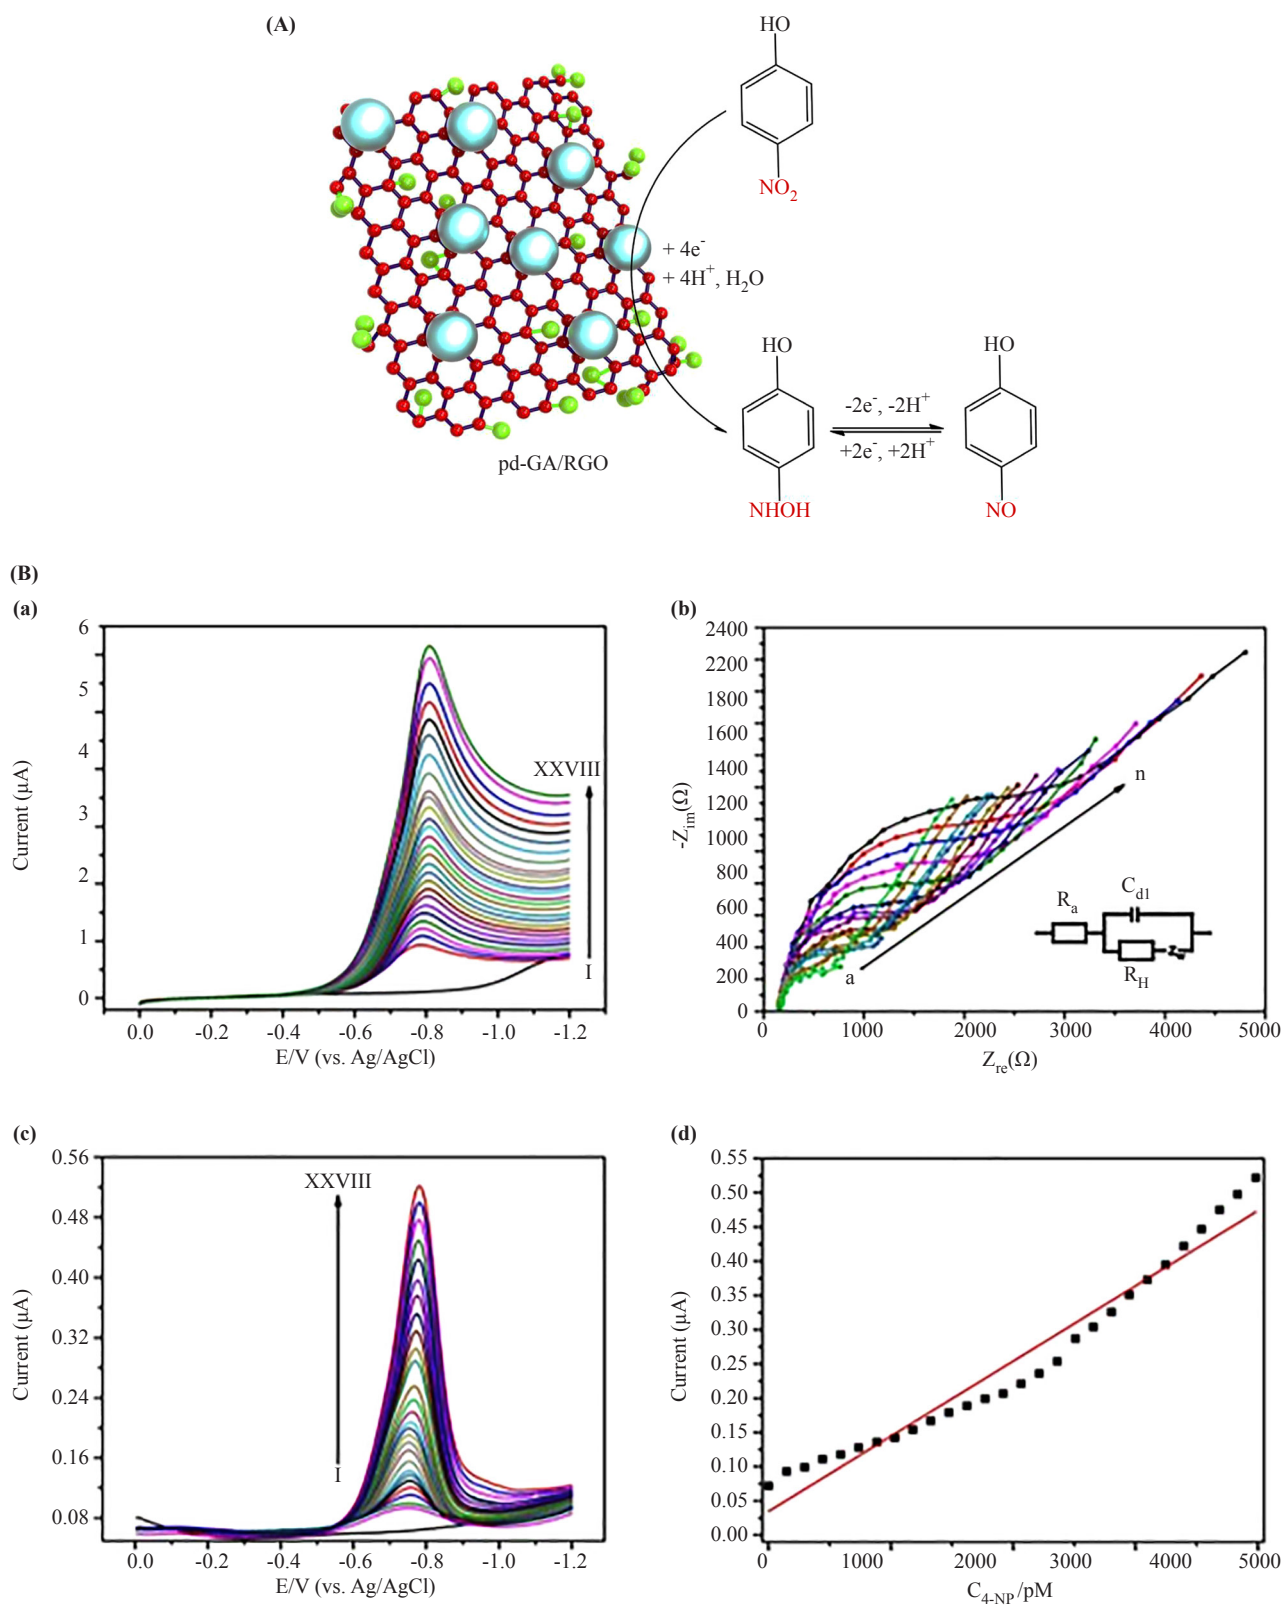 (A)
HO
NO2
+ 4e-
+ 4H+, H2O
HO
HO
-2e-, -2H+
+2e-, +2H+
NHOH
NO
pd-GA/RGO
(B)
(a)
6
5
4
3
2
1
0
Current (μA)
XXVIII
I
0.0 -0.2 -0.4 -0.6 -0.8 -1.0 -1.2
E/V (vs. Ag/AgCl)
(b)
2400
2200
1800
1600
1400
1200
1000
800
600
400
200
0
-Zim(Ω)
n
a
Ra
Cd1
RH
0 1000 2000 3000 4000 5000
Zre(Ω)
(c)
0.56
0.48
0.40
0.32
0.24
0.16
0.08
Current (μA)
XXVIII
I
0.0 -0.2 -0.4 -0.6 -0.8 -1.0 -1.2
E/V (vs. Ag/AgCl)
(d)
0.55
0.50
0.45
0.40
0.35
0.30
0.25
0.20
0.15
0.10
0.05
0.00
Current (μA)
0 1000 2000 3000 4000 5000
C4-NP/pM